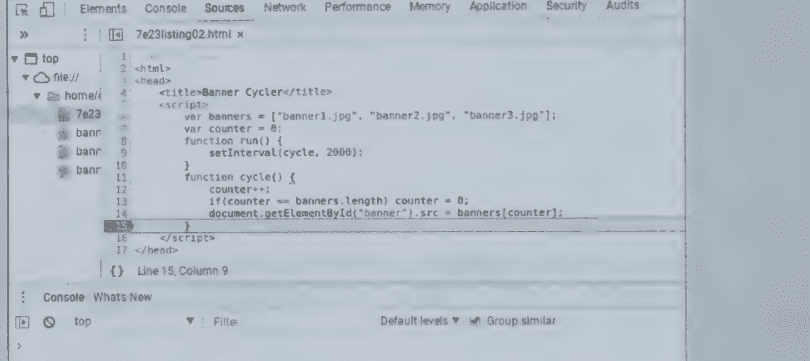 Elements Console Sources Network Performance Memory Application Security Audits
» 7e23listing02.html ×
top
file://
home/
7e23
bann
bann
bann
1
2 <html>
3 <head>
4 <title>Banner Cycler</title>
5 <script>
6 var banners = ["banner1.jpg", "banner2.jpg", "banner3.jpg"];
7 var counter = 0;
8 function run() {
9 setInterval(cycle, 2000);
10 }
11 function cycle() {
12 counter++;
13 if(counter == banners.length) counter = 0;
14 document.getElementById("banner").src = banners[counter];
15 }
16 </script>
17 </head>
{} Line 15, Column 9
Console What's New
top Filter Default levels ▼ Group similar
>